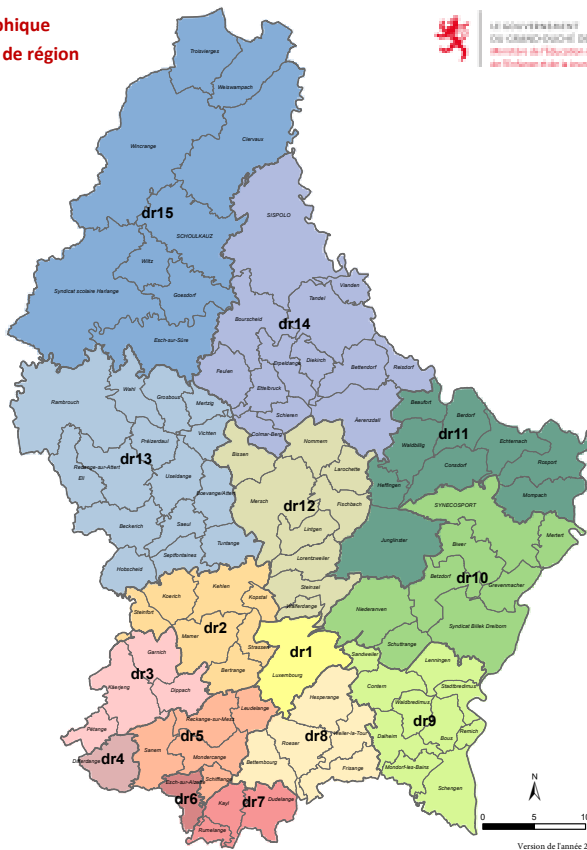 phique
de région
LE GOUVERNEMENT
DU GRAND-DUCHÉ DE
Troisvierges
Weiswampach
Clervaux
Wincrange
dr15
SISPOLO
SCHOULKAUZ
Wiltz
Vianden
Tandel
Syndicat scolaire Harlange
Goesdorf
Bourscheid
dr14
Esch-sur-Sûre
Erpeldange
Diekirch
Bettendorf
Reisdorf
Feulen
Ettelbruck
Rambrouch
Wahl
Grosbous
Mertzig
Schieren
Aerenzdall
Beaufort
Berdorf
Vichten
Colmar-Berg
Nommern
dr11
Echternach
Préizerdaul
Waldbillig
Bissen
dr13
Redange-sur-Attert
Ell
Useldange
Larochette
Consdorf
Rosport
Heffingen
Mersch
Fischbach
Mompach
Boevange/Attert
dr12
SYNECOSPORT
Beckerich
Saeul
Tuntange
Lintgen
Junglinster
Biwer
Mertert
Septfontaines
Lorentzweiler
Hobscheid
Betzdorf
dr10
Grevenmacher
Kehlen
Koerich
Kopstal
Steinsel
Walferdange
Steinfort
Niederanven
Syndicat Billek Dreiborn
dr2
Mamer
Strassen
dr1
Schuttrange
Garnich
Sandweiler
Lenningen
dr3
Bertrange
Luxembourg
Käerjeng
Dippach
Contern
Stadtbredimus
Hesperange
Waldbredimus
Leudelange
Reckange-sur-Mess
dr9
Pétange
dr5
dr8
Weiler-la-Tour
Dalheim
Bous
Remich
Roeser
Sanem
Mondercange
Differdange
dr4
Bettembourg
Frisange
Mondorf-les-Bains
Schifflange
Esch-sur-Alzette
Schengen
dr6
dr7
Kayl
Dudelange
Rumelange
N
0 5 10
Version de l'année 2